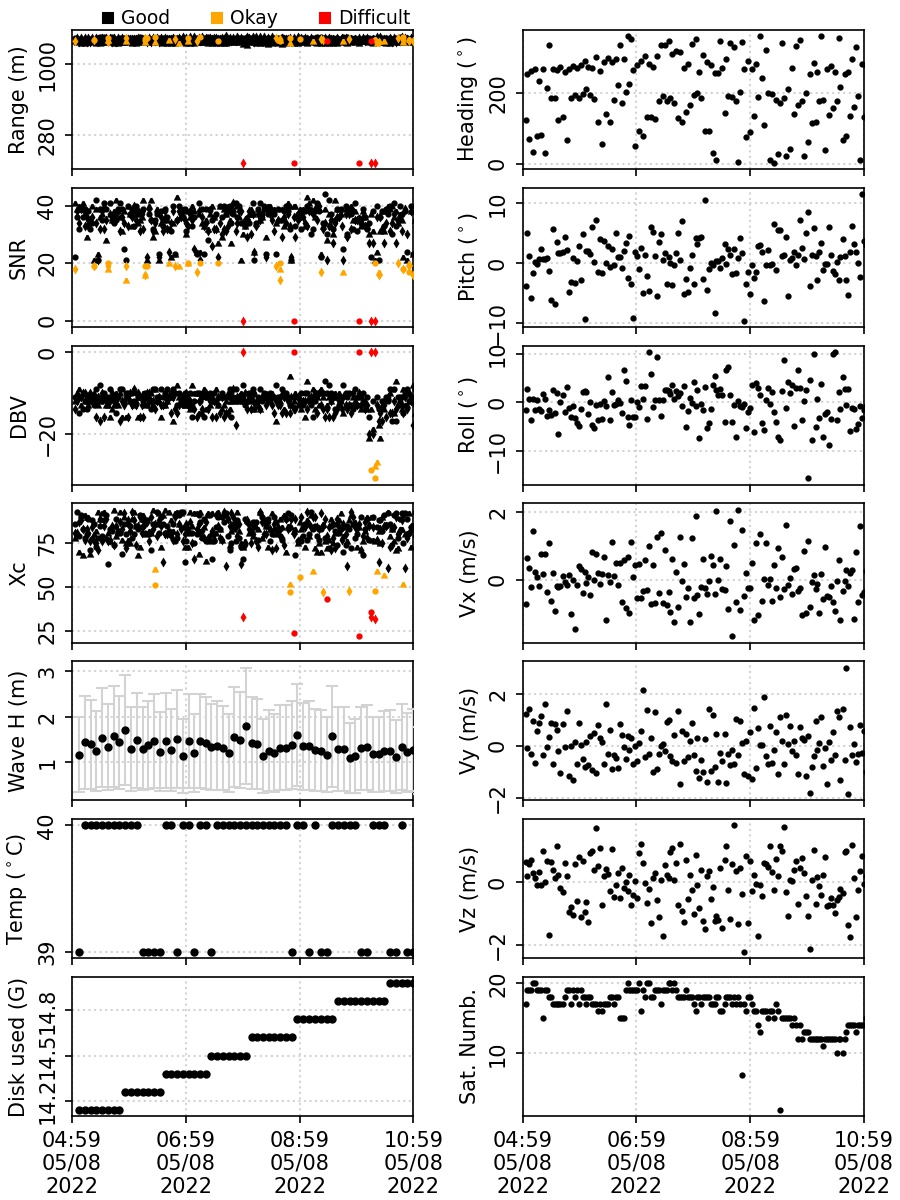 Good Okay Difficult
Range (m)
1000
280
Heading (°)
200
0
SNR
40
20
0
Pitch (°)
10
0
−10
DBV
0
−20
Roll (°)
10
0
−10
Xc
75
50
25
Vx (m/s)
2
0
Wave H (m)
3
2
1
Vy (m/s)
2
0
−2
Temp (°C)
40
39
Vz (m/s)
0
−2
Disk used (G)
14.8
14.5
14.2
Sat. Numb.
20
10
04:59 06:59 08:59 10:59
05/08 05/08 05/08 05/08
2022 2022 2022 2022
04:59 06:59 08:59 10:59
05/08 05/08 05/08 05/08
2022 2022 2022 2022